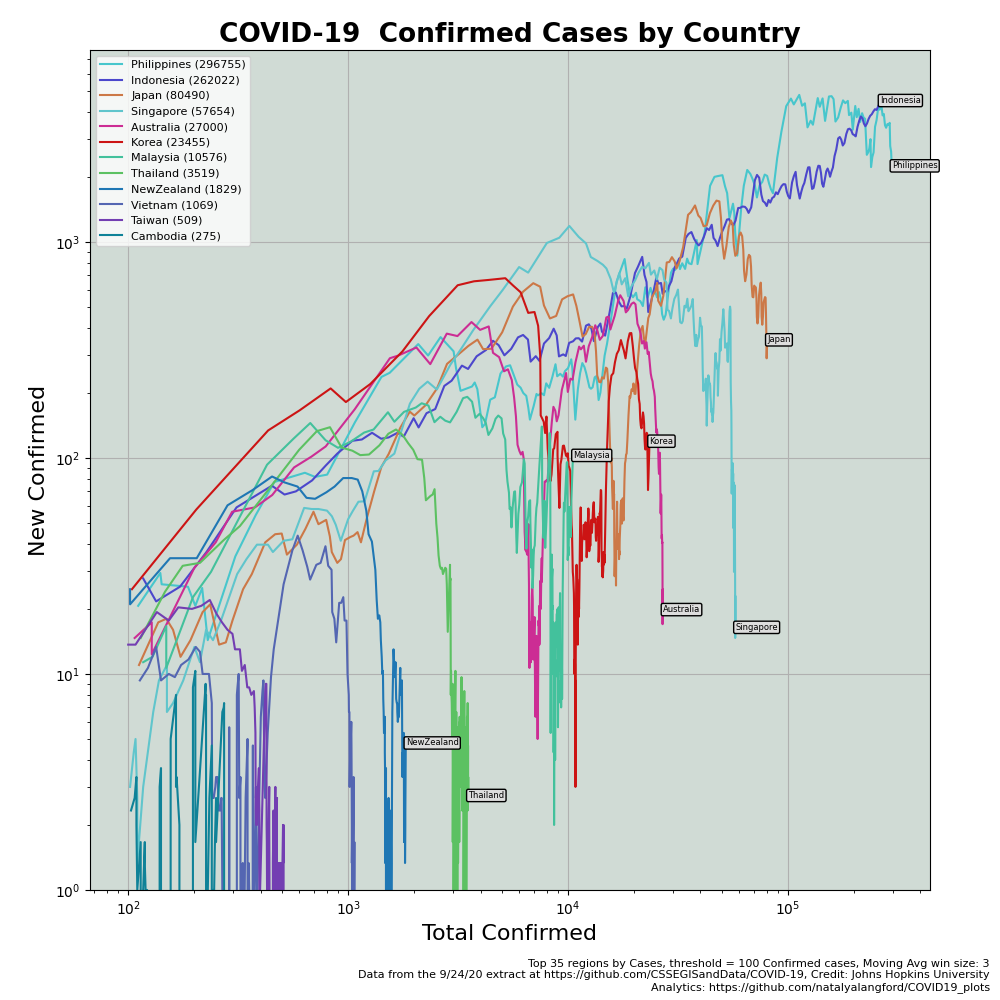 COVID-19  Confirmed Cases by Country
Philippines (296755)
Indonesia (262022)
Japan (80490)
Singapore (57654)
Australia (27000)
Korea (23455)
Malaysia (10576)
Thailand (3519)
NewZealand (1829)
Vietnam (1069)
Taiwan (509)
Cambodia (275)
Indonesia
Philippines
Japan
Korea
Malaysia
Australia
Singapore
NewZealand
Thailand
New Confirmed
10³
10²
10¹
10⁰
10²
10³
10⁴
10⁵
Total Confirmed
Top 35 regions by Cases, threshold = 100 Confirmed cases, Moving Avg win size: 3
Data from the 9/24/20 extract at https://github.com/CSSEGISandData/COVID-19, Credit: Johns Hopkins University
Analytics: https://github.com/natalyalangford/COVID19_plots